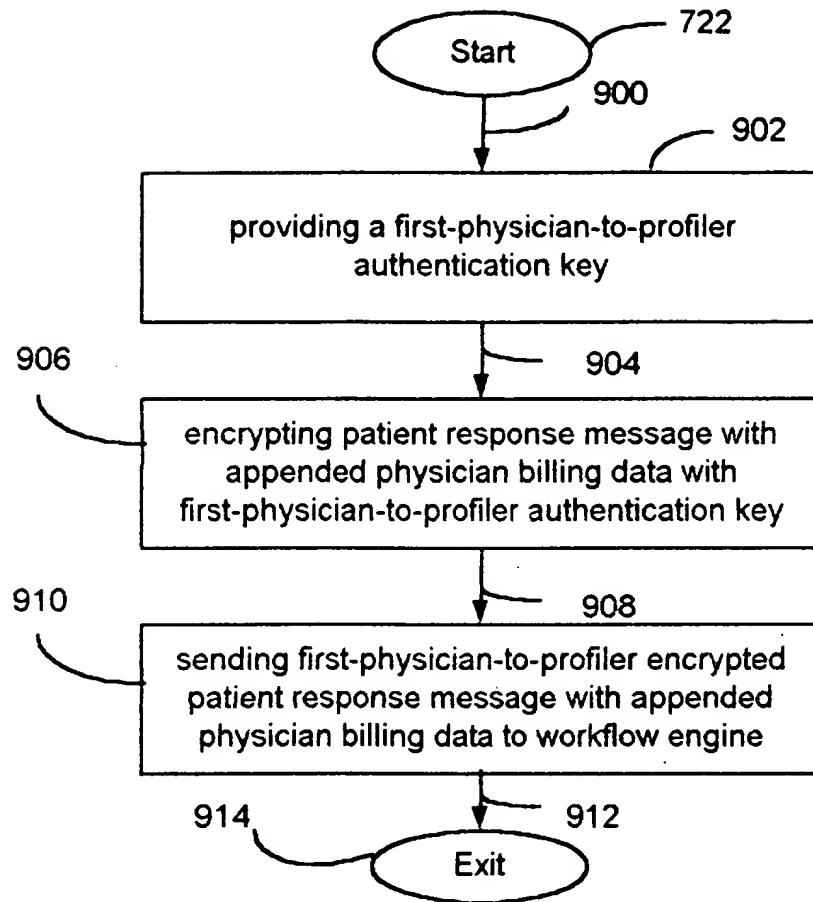 Start
722
900
902
providing a first-physician-to-profiler
authentication key
904
906
encrypting patient response message with
appended physician billing data with
first-physician-to-profiler authentication key
908
910
sending first-physician-to-profiler encrypted
patient response message with appended
physician billing data to workflow engine
912
914
Exit